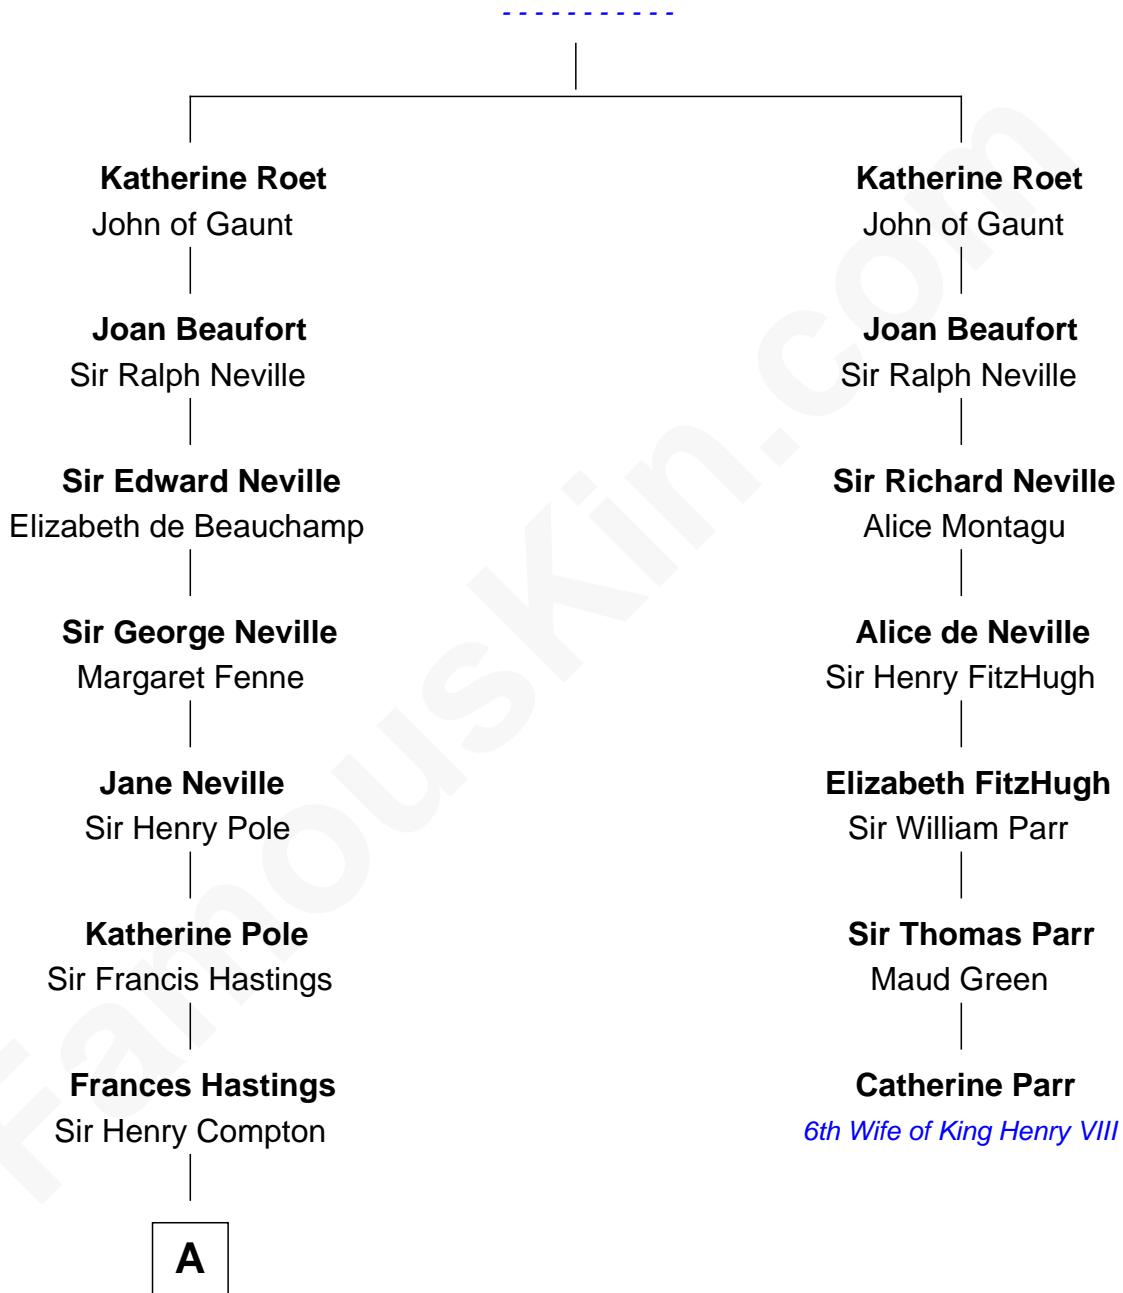 - - - - - - - - - - -
Katherine Roet
John of Gaunt
Katherine Roet
John of Gaunt
Joan Beaufort
Sir Ralph Neville
Joan Beaufort
Sir Ralph Neville
Sir Edward Neville
Elizabeth de Beauchamp
Sir Richard Neville
Alice Montagu
Sir George Neville
Margaret Fenne
Alice de Neville
Sir Henry FitzHugh
Jane Neville
Sir Henry Pole
Elizabeth FitzHugh
Sir William Parr
Katherine Pole
Sir Francis Hastings
Sir Thomas Parr
Maud Green
Frances Hastings
Sir Henry Compton
Catherine Parr
6th Wife of King Henry VIII
A
FamousKin.com